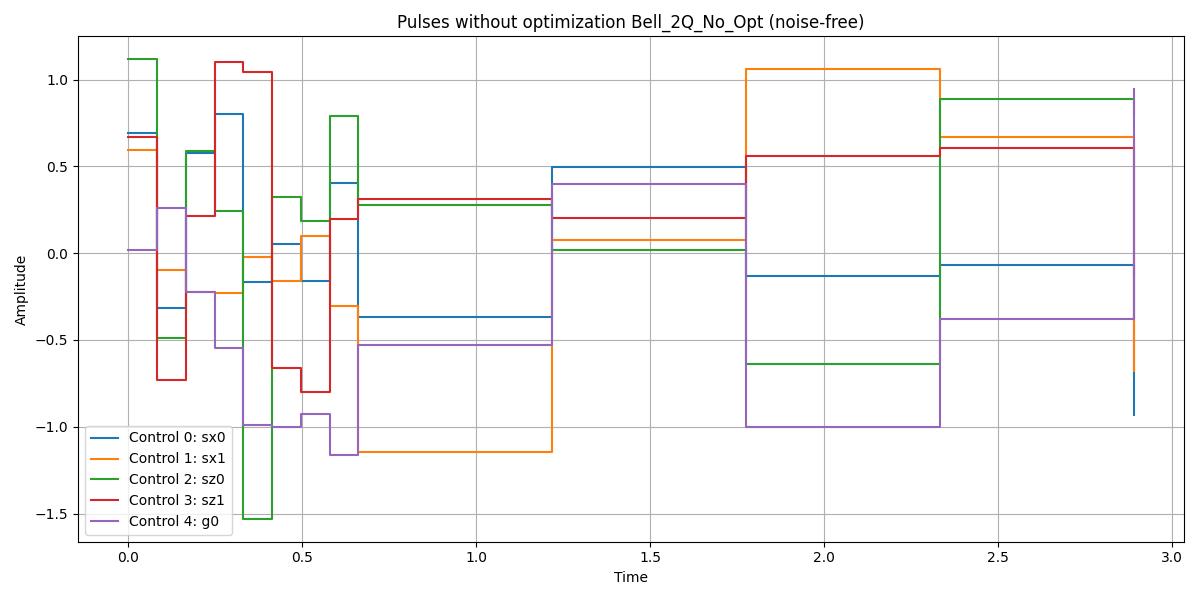 Pulses without optimization Bell_2Q_No_Opt (noise-free)
Amplitude
1.0
0.5
0.0
−0.5
−1.0
−1.5
Control 0: sx0
Control 1: sx1
Control 2: sz0
Control 3: sz1
Control 4: g0
0.0 0.5 1.0 1.5 2.0 2.5 3.0
Time